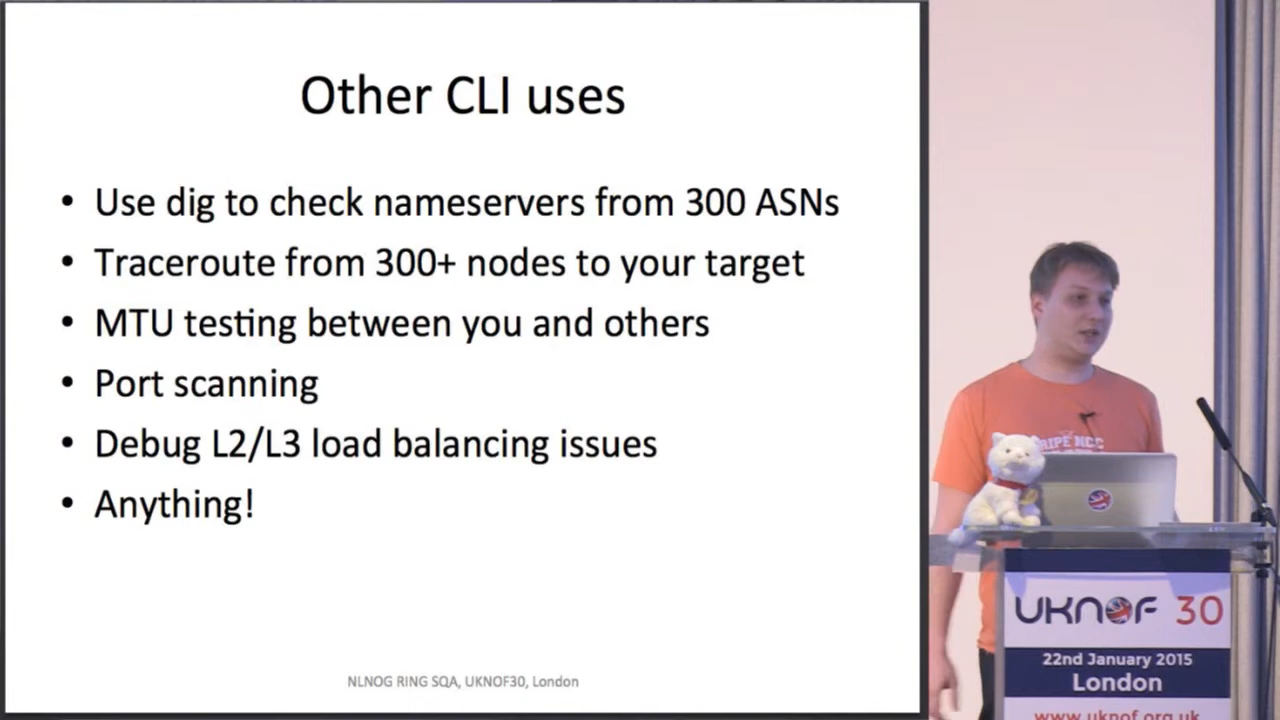 Other CLI uses
• Use dig to check nameservers from 300 ASNs
• Traceroute from 300+ nodes to your target
• MTU testing between you and others
• Port scanning
• Debug L2/L3 load balancing issues
• Anything!
NLNOG RING SQA, UKNOF30, London
RIPE NCC
UKNOF 30
22nd January 2015
London
www.uknof.org.uk